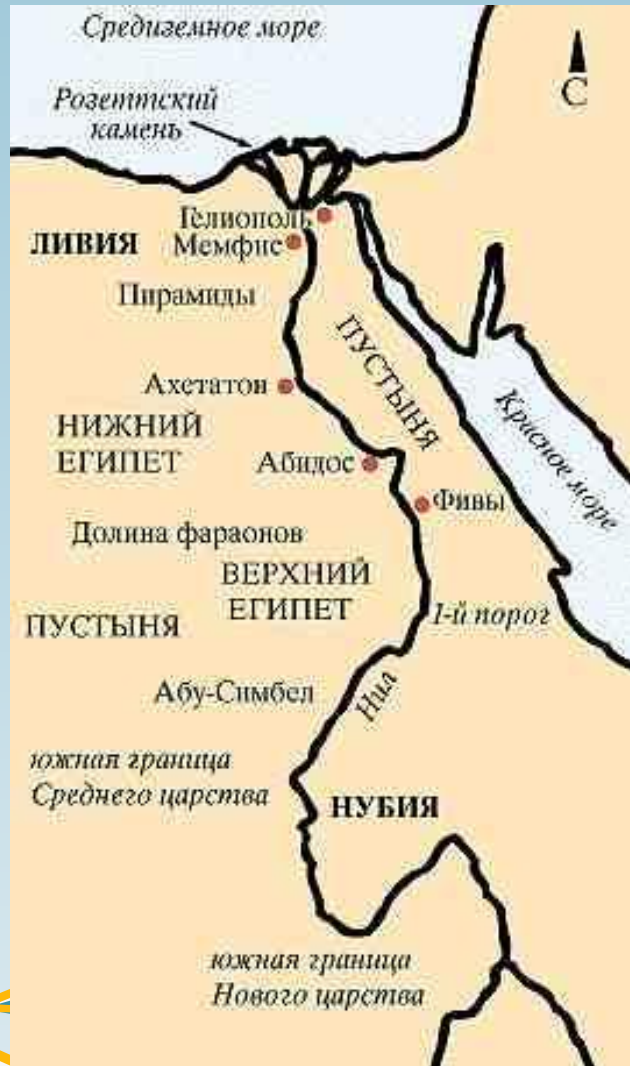 Средиземное море
С
Розеттский
камень
Гелиополь
ЛИВИЯ
Мемфис
Пирамиды
ПУСТЫНЯ
Ахетатон
Красное море
НИЖНИЙ
ЕГИПЕТ
Абидос
Фивы
Долина фараонов
ВЕРХНИЙ
ЕГИПЕТ
1-й порог
ПУСТЫНЯ
Абу-Симбел
Нил
южная граница
Среднего царства
НУБИЯ
южная граница
Нового царства